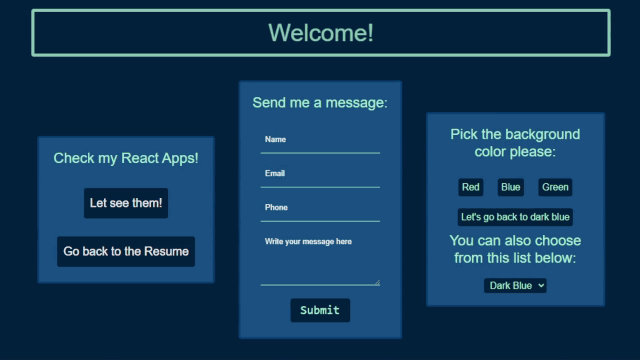 Welcome!
Check my React Apps!
Let see them!
Go back to the Resume
Send me a message:
Name
Email
Phone
Write your message here
Submit
Pick the background
color please:
Red Blue Green
Let's go back to dark blue
You can also choose
from this list below:
Dark Blue